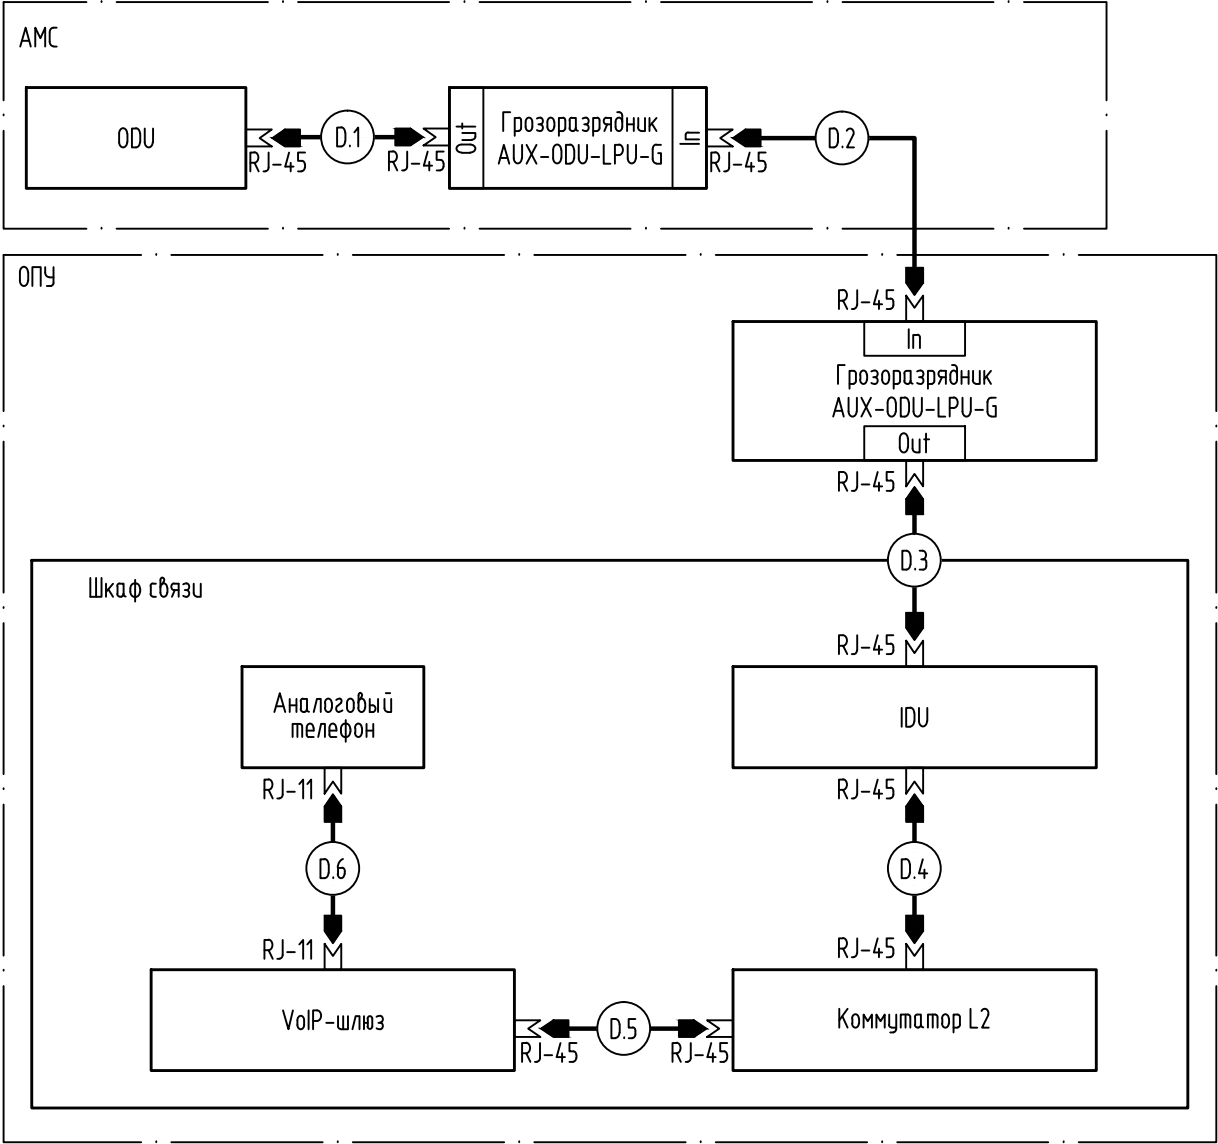 АМС
ODU
RJ-45
D.1
RJ-45
Out
Грозоразрядник
AUX-ODU-LPU-G
In
RJ-45
D.2
ОПУ
RJ-45
In
Грозоразрядник
AUX-ODU-LPU-G
Out
RJ-45
D.3
Шкаф связи
RJ-45
Аналоговый
телефон
IDU
RJ-11
RJ-45
D.6
D.4
RJ-11
RJ-45
VoIP-шлюз
RJ-45
D.5
RJ-45
Коммутатор L2